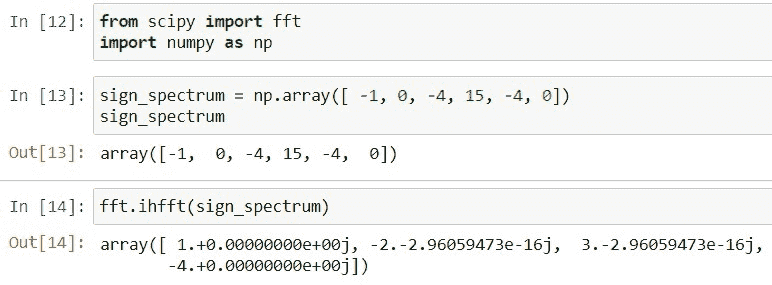 In [12]: from scipy import fft
import numpy as np
In [13]: sign_spectrum = np.array([ -1, 0, -4, 15, -4, 0])
sign_spectrum
Out[13]: array([-1,  0, -4, 15, -4,  0])
In [14]: fft.ihfft(sign_spectrum)
Out[14]: array([ 1.+0.00000000e+00j, -2.-2.96059473e-16j,  3.-2.96059473e-16j,
-4.+0.00000000e+00j])